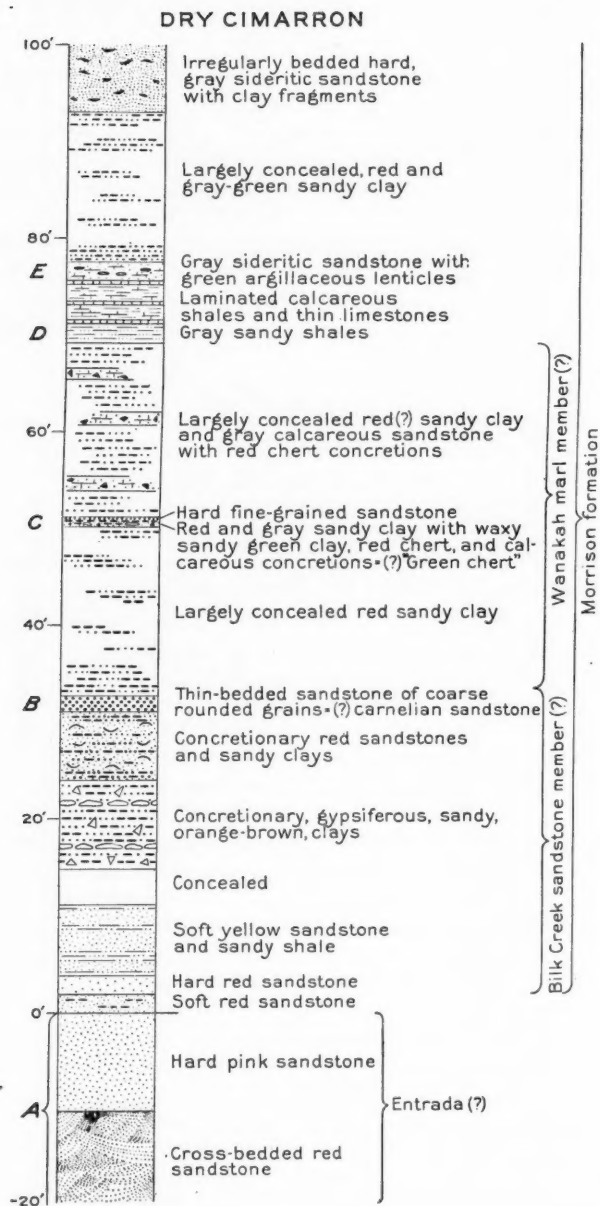 DRY CIMARRON
100'
Irregularly bedded hard,
gray sideritic sandstone
with clay fragments
Largely concealed, red and
gray-green sandy clay
80'
E
Gray sideritic sandstone with
green argillaceous lenticles
Laminated calcareous
shales and thin limestones
D
Gray sandy shales
60'
Largely concealed red(?) sandy clay
and gray calcareous sandstone
with red chert concretions
Hard fine-grained sandstone
C
Red and gray sandy clay with waxy
sandy green clay, red chert, and cal-
careous concretions=(?)"Green chert"
40'
Largely concealed red sandy clay
B
Thin-bedded sandstone of coarse
rounded grains=(?) carnelian sandstone
Concretionary red sandstones
and sandy clays
20'
Concretionary, gypsiferous, sandy,
orange-brown, clays
Concealed
Soft yellow sandstone
and sandy shale
Hard red sandstone
Soft red sandstone
0'
Hard pink sandstone
A
Entrada (?)
Cross-bedded red
sandstone
-20'
Wanakah marl member(?)
Bilk Creek sandstone member (?)
Morrison formation